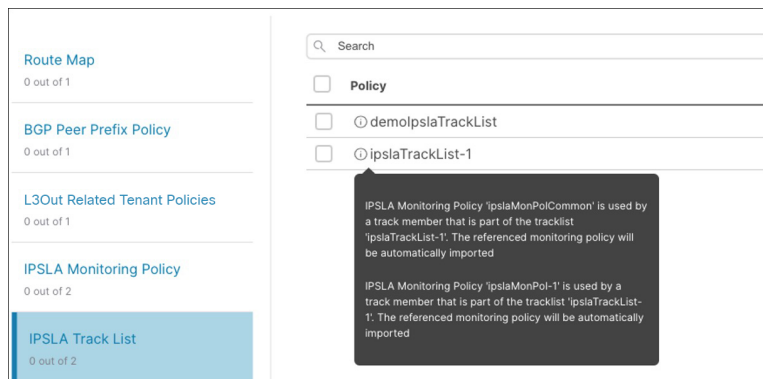 Route Map
0 out of 1
BGP Peer Prefix Policy
0 out of 1
L3Out Related Tenant Policies
0 out of 1
IPSLA Monitoring Policy
0 out of 2
IPSLA Track List
0 out of 2
Search
Policy
demoIpslaTrackList
ipslaTrackList-1
IPSLA Monitoring Policy 'ipslaMonPolCommon' is used by
a track member that is part of the tracklist
'ipslaTrackList-1'. The referenced monitoring policy will
be automatically imported
IPSLA Monitoring Policy 'ipslaMonPol-1' is used by a
track member that is part of the tracklist 'ipslaTrackList-
1'. The referenced monitoring policy will be automatically
imported